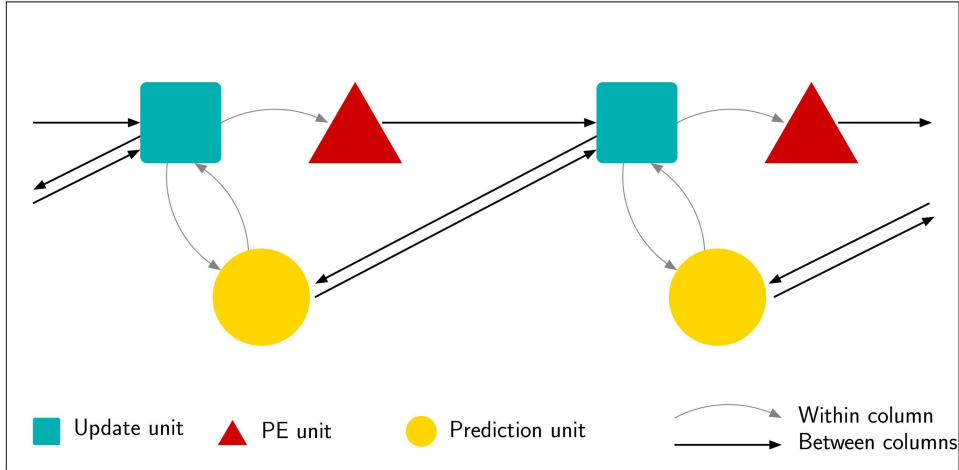 Update unit
PE unit
Prediction unit
Within column
Between columns